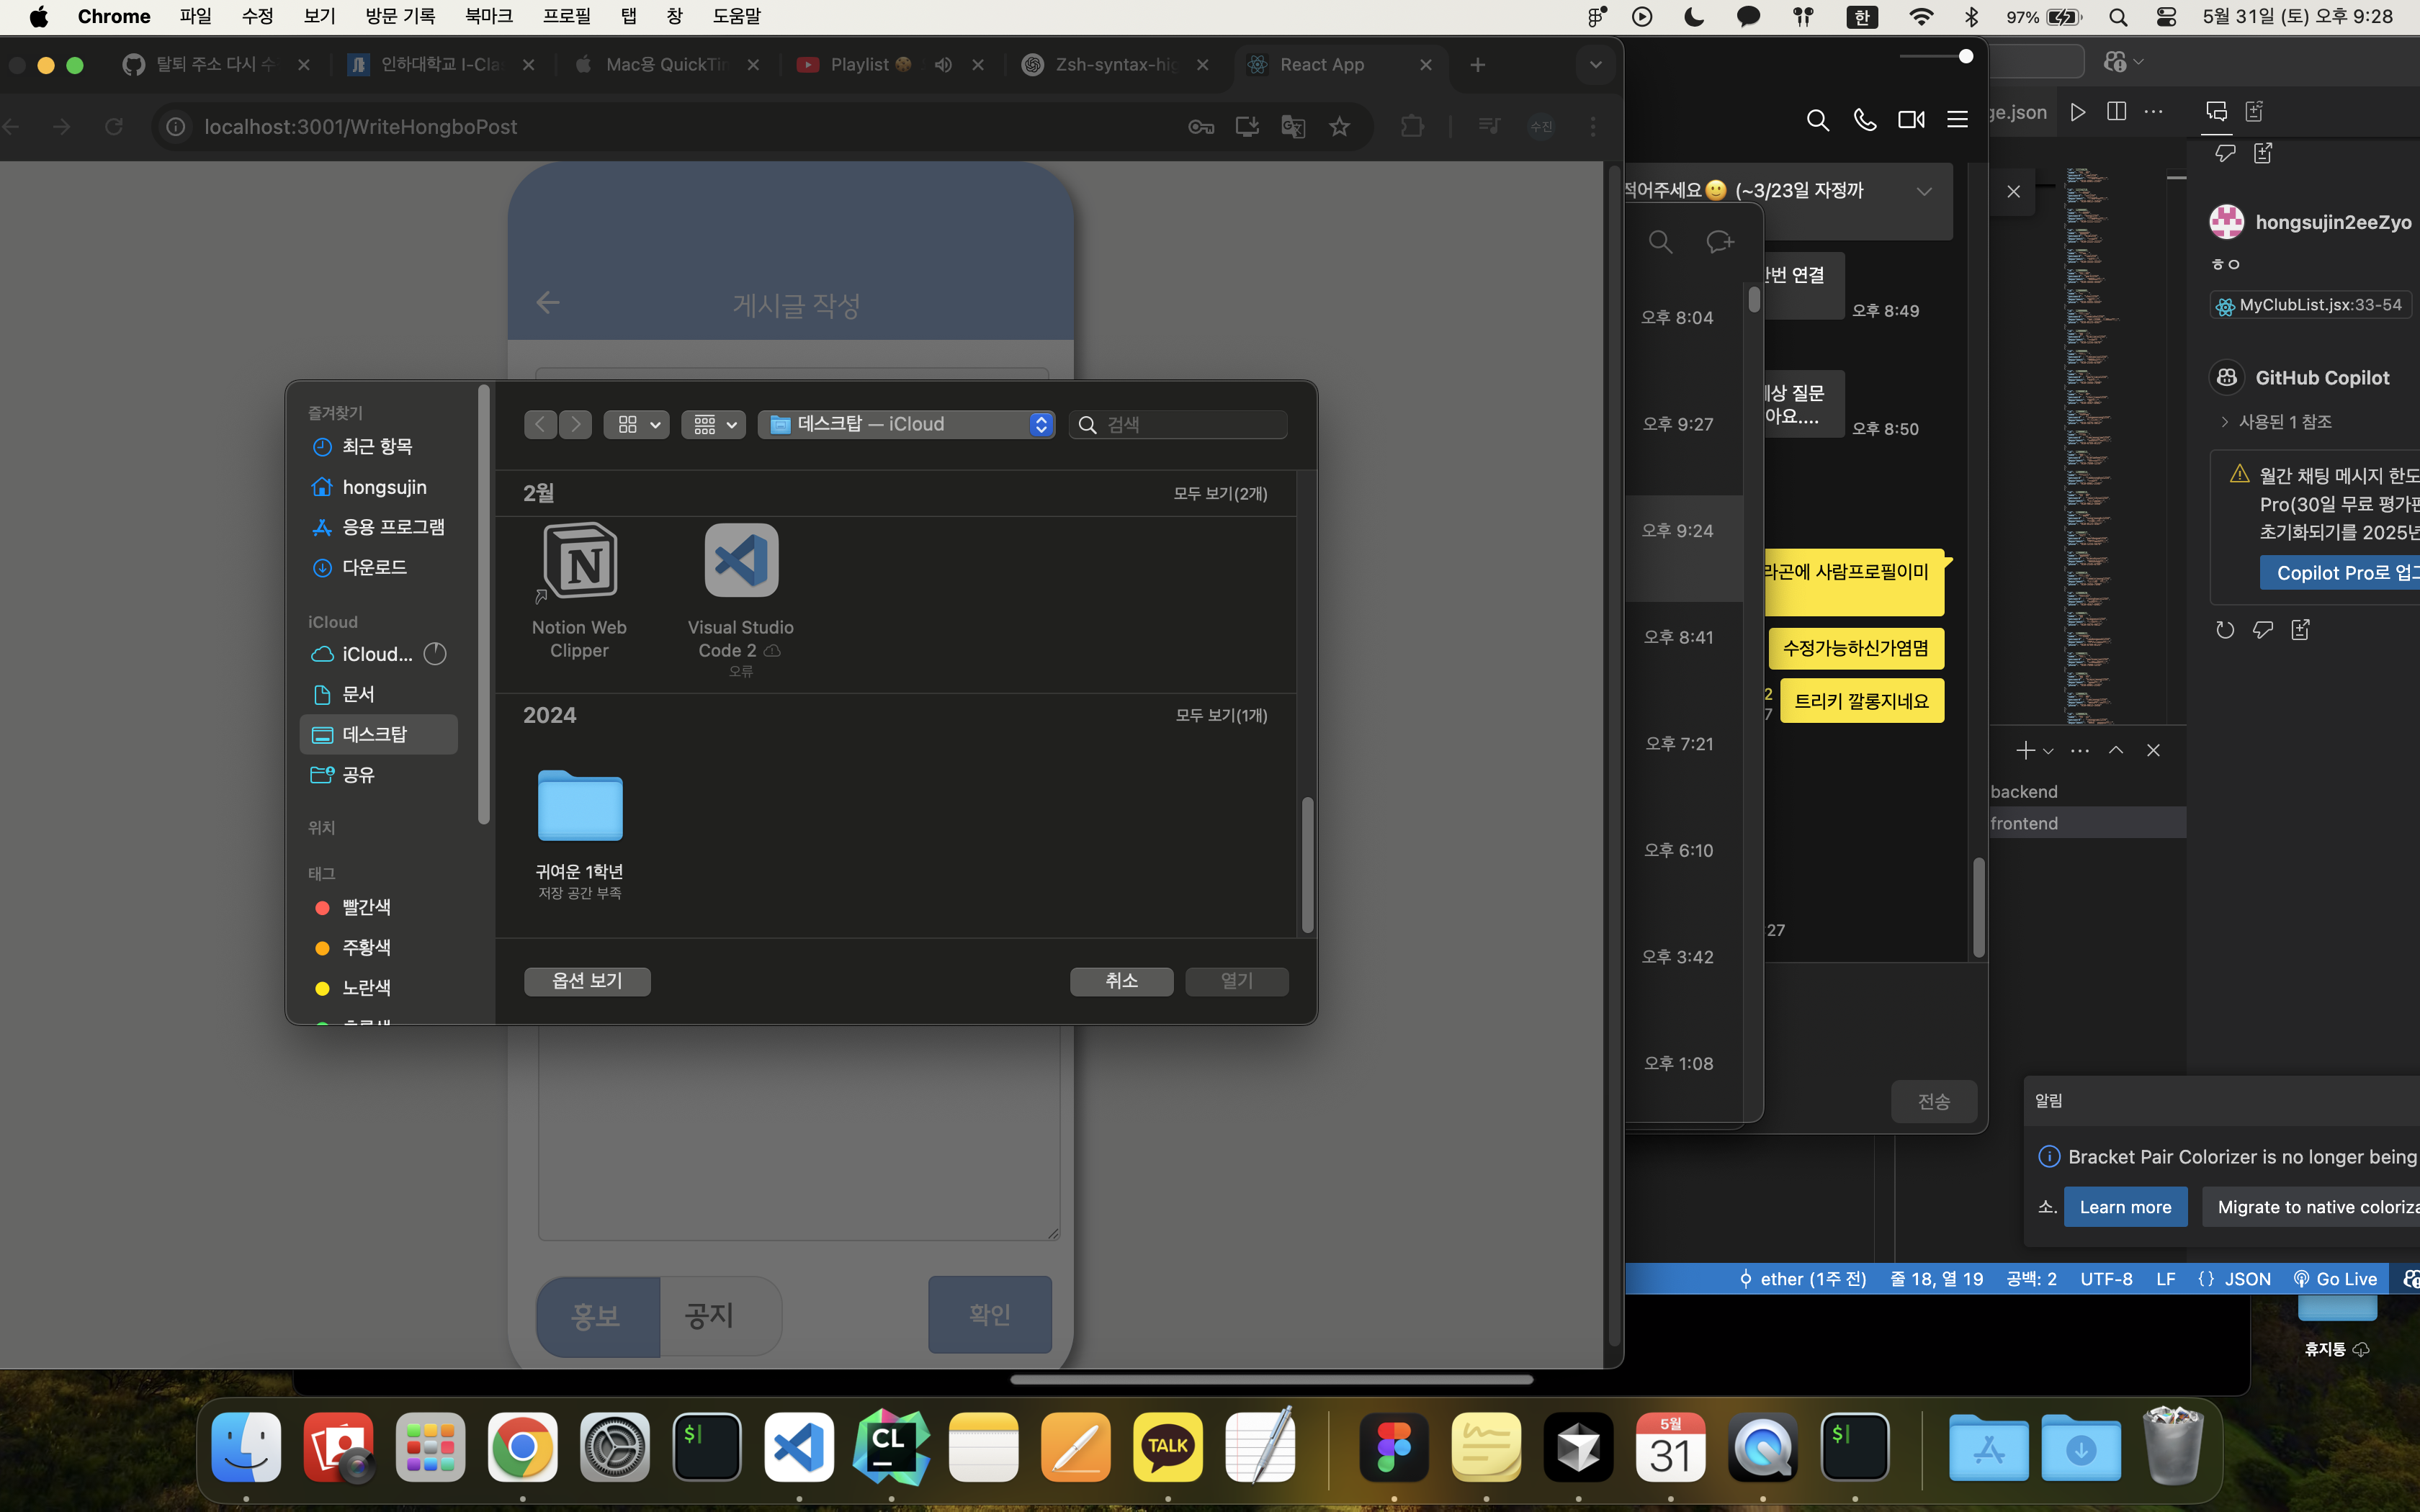 Chrome 파일 수정 보기 방문 기록 북마크 프로필 탭 창 도움말
한 97% 5월 31일 (토) 오후 9:28
탈퇴 주소 다시 수
인하대학교 I-Cla
Mac용 QuickTi
Playlist
Zsh-syntax-hig
React App
localhost:3001/WriteHongboPost
수진
게시글 작성
즐겨찾기
최근 항목
hongsujin
응용 프로그램
다운로드
iCloud
iCloud...
문서
데스크탑
공유
위치
태그
빨간색
주황색
노란색
데스크탑 — iCloud
검색
2월
모두 보기(2개)
Notion Web
Clipper
Visual Studio
Code 2
오류
2024
모두 보기(1개)
귀여운 1학년
저장 공간 부족
옵션 보기
취소
열기
홍보
공지
확인
적어주세요🙂 (~3/23일 자정까
오후 8:04
오후 9:27
오후 9:24
오후 8:41
오후 7:21
오후 6:10
오후 3:42
오후 1:08
한번 연결
오후 8:49
예상 질문
아요....
오후 8:50
라곤에 사람프로필이미
수정가능하신가염몀
트리키 깔롱지네요
2
7
27
전송
ge.json
backend
frontend
hongsujin2eeZyo
ㅎㅇ
MyClubList.jsx:33-54
GitHub Copilot
사용된 1 참조
월간 채팅 메시지 한도
Pro(30일 무료 평가판
초기화되기를 2025년
Copilot Pro로 업그
알림
Bracket Pair Colorizer is no longer being
소.
Learn more
Migrate to native coloriza
ether (1주 전) 줄 18, 열 19 공백: 2 UTF-8 LF {} JSON Go Live
휴지통
$
CL
TALK
5월
31
$